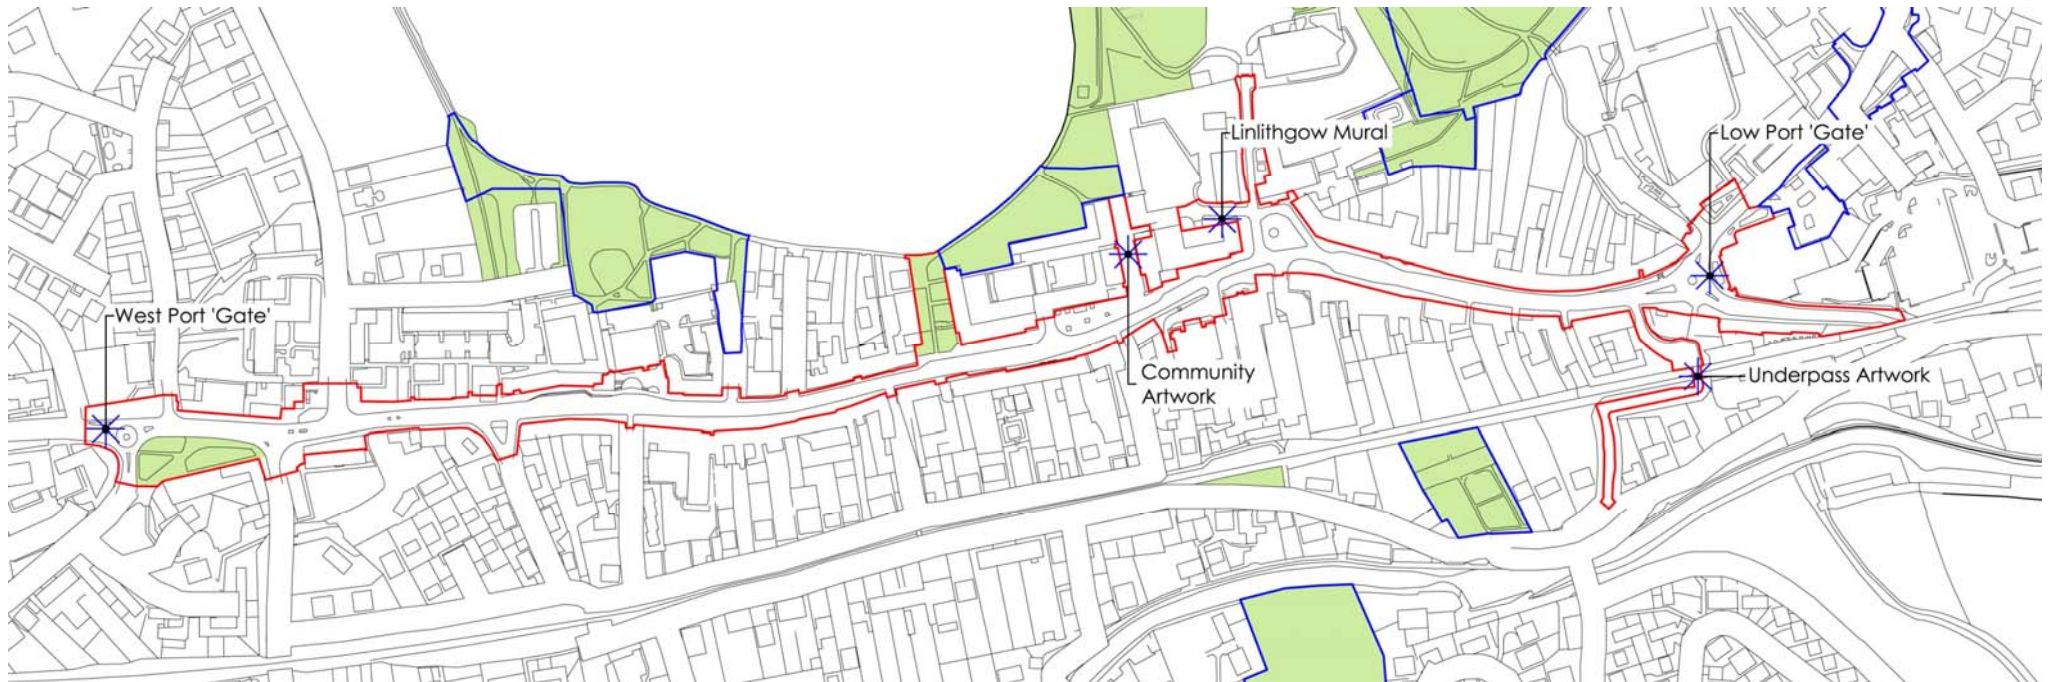 Linlithgow Mural
Low Port 'Gate'
West Port 'Gate'
Community
Artwork
Underpass Artwork